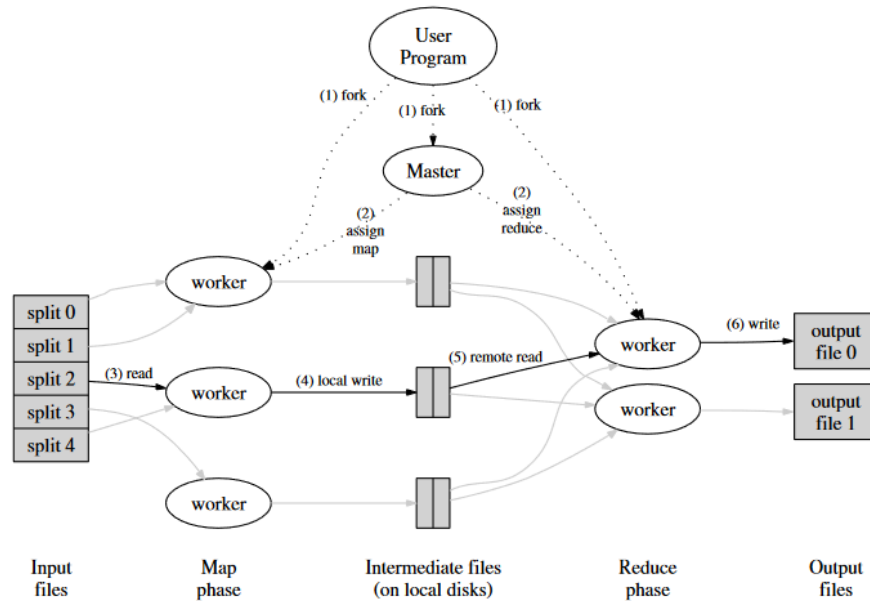 User
Program
(1) fork
(1) fork
(1) fork
Master
(2)
assign
map
(2)
assign
reduce
worker
split 0
split 1
split 2
split 3
split 4
(3) read
worker
(4) local write
(5) remote read
worker
(6) write
output
file 0
worker
output
file 1
worker
Input
files
Map
phase
Intermediate files
(on local disks)
Reduce
phase
Output
files